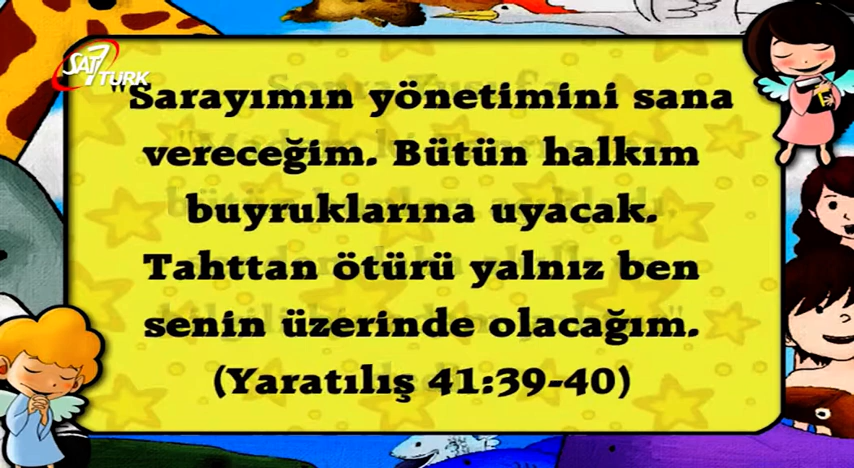 SAT7
TÜRK
"Sarayımın yönetimini sana
vereceğim. Bütün halkım
buyruklarına uyacak.
Tahttan ötürü yalnız ben
senin üzerinde olacağım.
(Yaratılış 41:39-40)